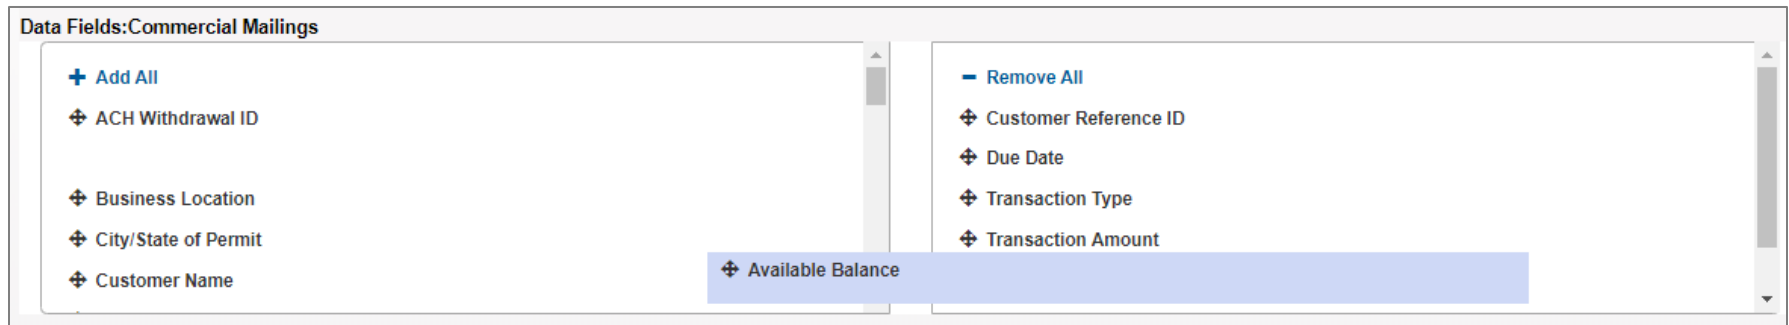 Data Fields:Commercial Mailings
Add All
ACH Withdrawal ID
Business Location
City/State of Permit
Customer Name
Remove All
Customer Reference ID
Due Date
Transaction Type
Transaction Amount
Available Balance